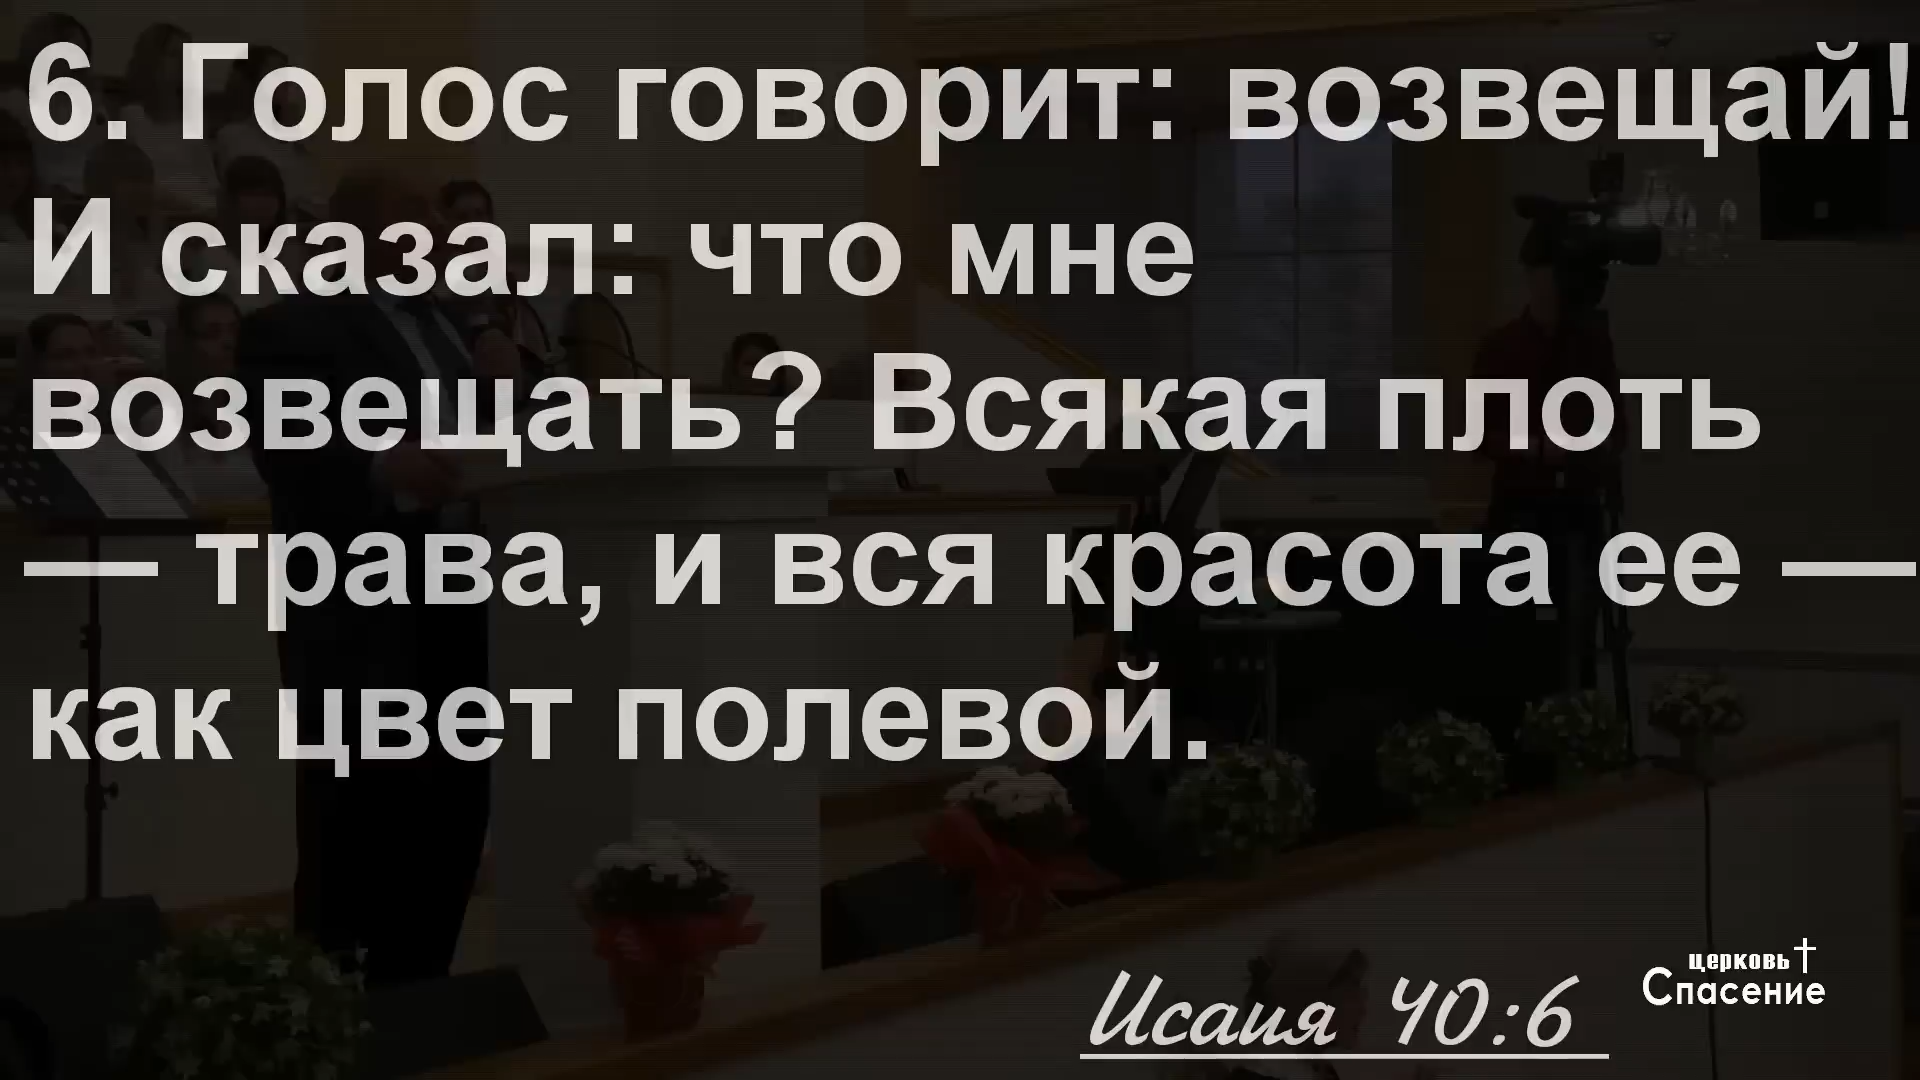 6. Голос говорит: возвещай!
И сказал: что мне
возвещать? Всякая плоть
— трава, и вся красота ее —
как цвет полевой.
Исаия 40:6
церковь
Спасение